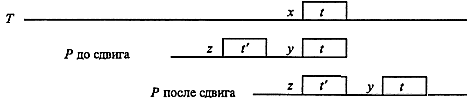 T x t
P до сдвига z t′ y t
P после сдвига z t′ y t